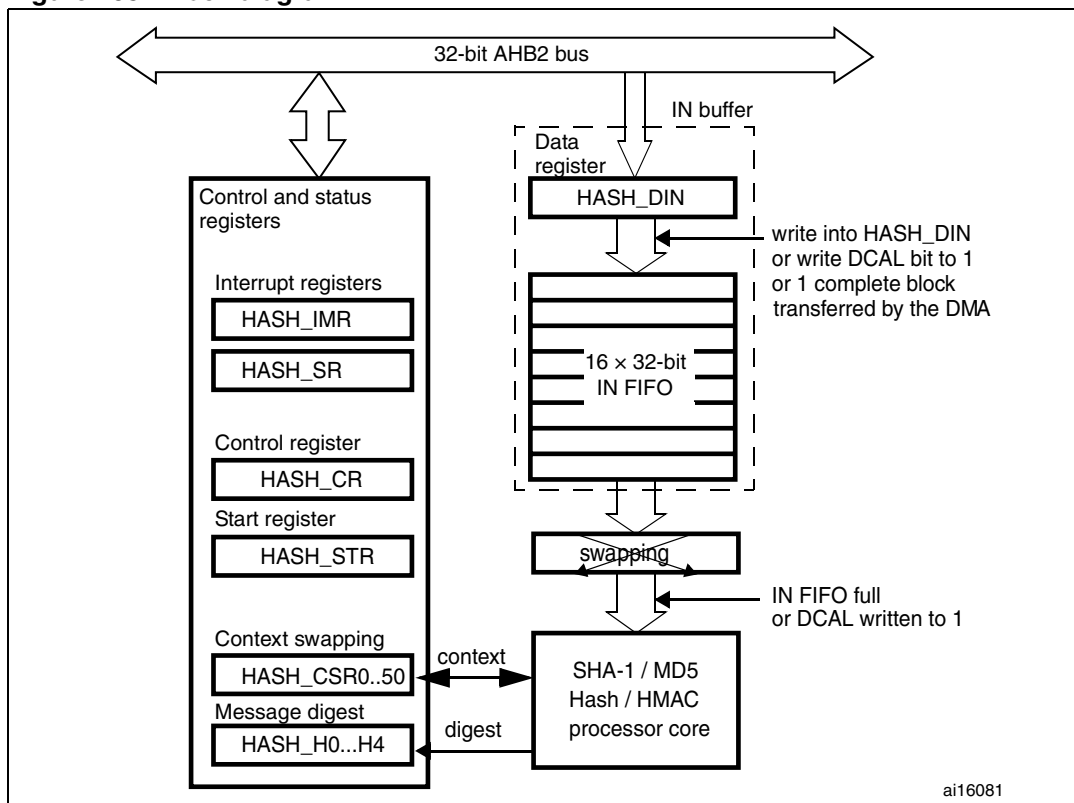 32-bit AHB2 bus
IN buffer
Data
register
HASH_DIN
write into HASH_DIN
or write DCAL bit to 1
or 1 complete block
transferred by the DMA
16 × 32-bit
IN FIFO
swapping
IN FIFO full
or DCAL written to 1
Control and status
registers
Interrupt registers
HASH_IMR
HASH_SR
Control register
HASH_CR
Start register
HASH_STR
Context swapping
HASH_CSR0..50
Message digest
HASH_H0...H4
context
digest
SHA-1 / MD5
Hash / HMAC
processor core
ai16081